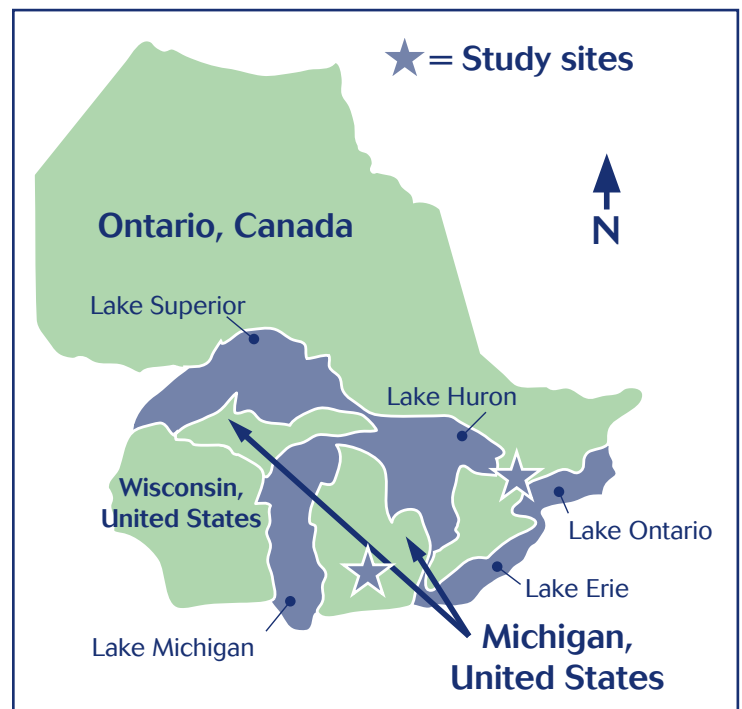 = Study sites
N
Ontario, Canada
Lake Superior
Lake Huron
Wisconsin,
United States
Lake Ontario
Lake Erie
Lake Michigan
Michigan,
United States